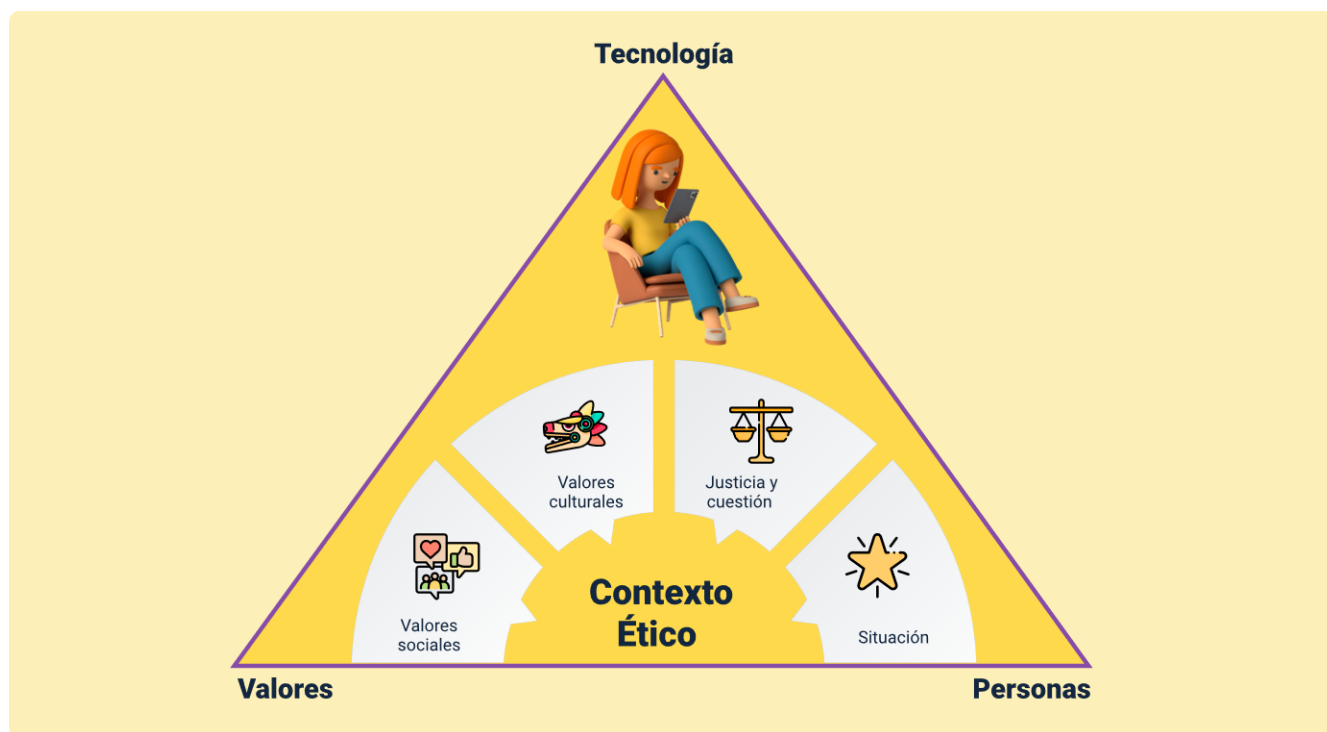 Tecnología
Valores
culturales
Justicia y
cuestión
Valores
sociales
Contexto
Ético
Situación
Valores
Personas